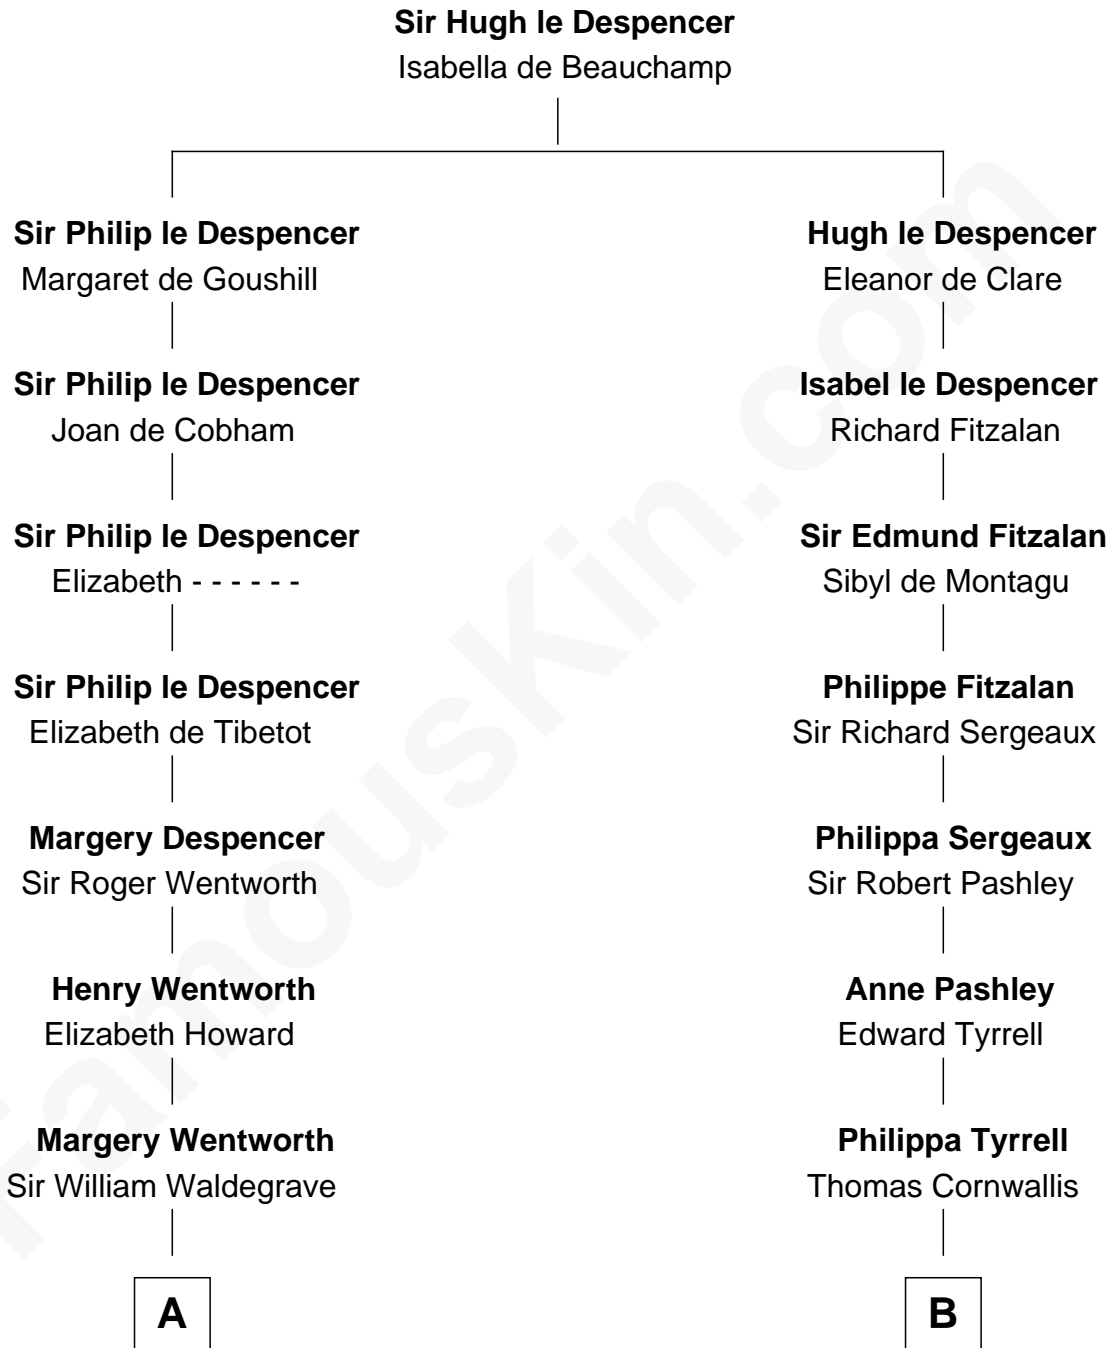 Sir Hugh le Despencer
Isabella de Beauchamp
Sir Philip le Despencer
Margaret de Goushill
Hugh le Despencer
Eleanor de Clare
Sir Philip le Despencer
Joan de Cobham
Isabel le Despencer
Richard Fitzalan
Sir Philip le Despencer
Elizabeth - - - - - -
Sir Edmund Fitzalan
Sibyl de Montagu
Sir Philip le Despencer
Elizabeth de Tibetot
Philippe Fitzalan
Sir Richard Sergeaux
Margery Despencer
Sir Roger Wentworth
Philippa Sergeaux
Sir Robert Pashley
Henry Wentworth
Elizabeth Howard
Anne Pashley
Edward Tyrrell
Margery Wentworth
Sir William Waldegrave
Philippa Tyrrell
Thomas Cornwallis
A
B
FamousKin.com